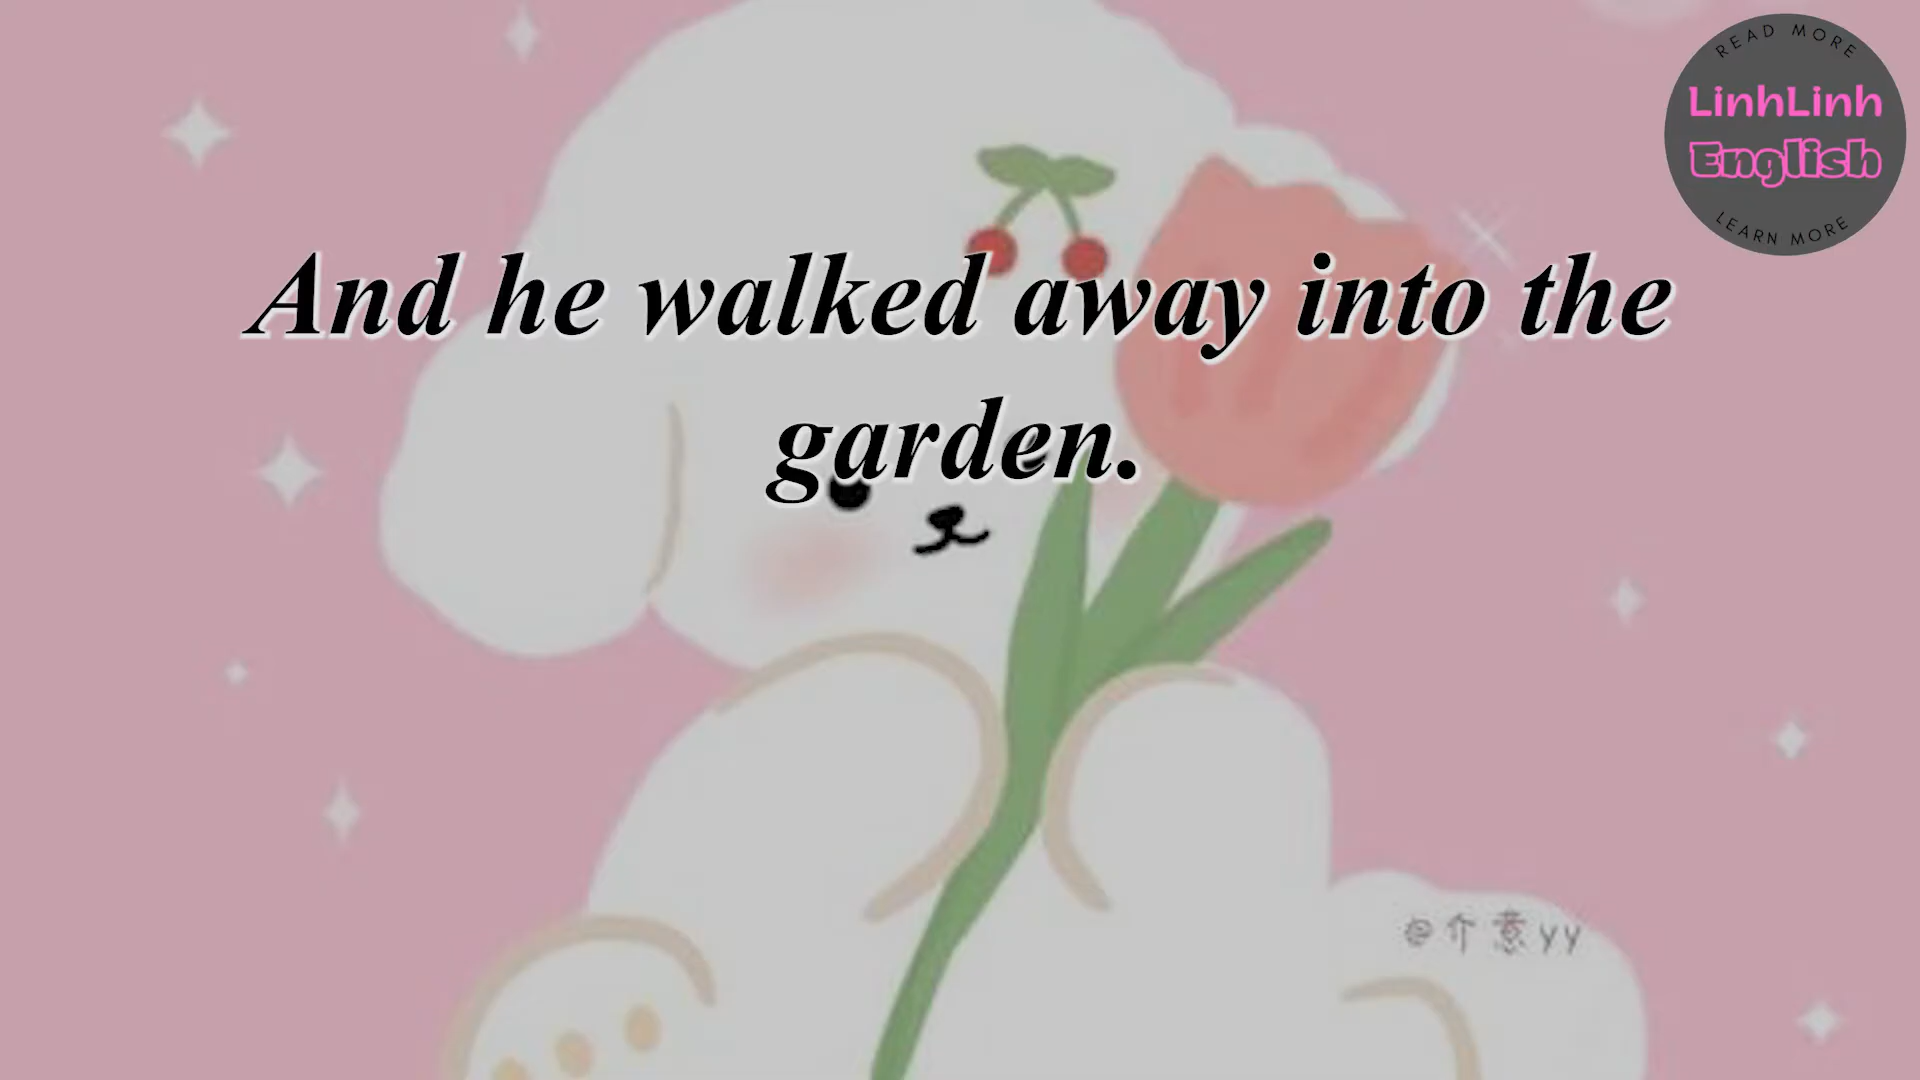 READ MORE
LinhLinh
English
LEARN MORE
And he walked away into the
garden.
@介意yy